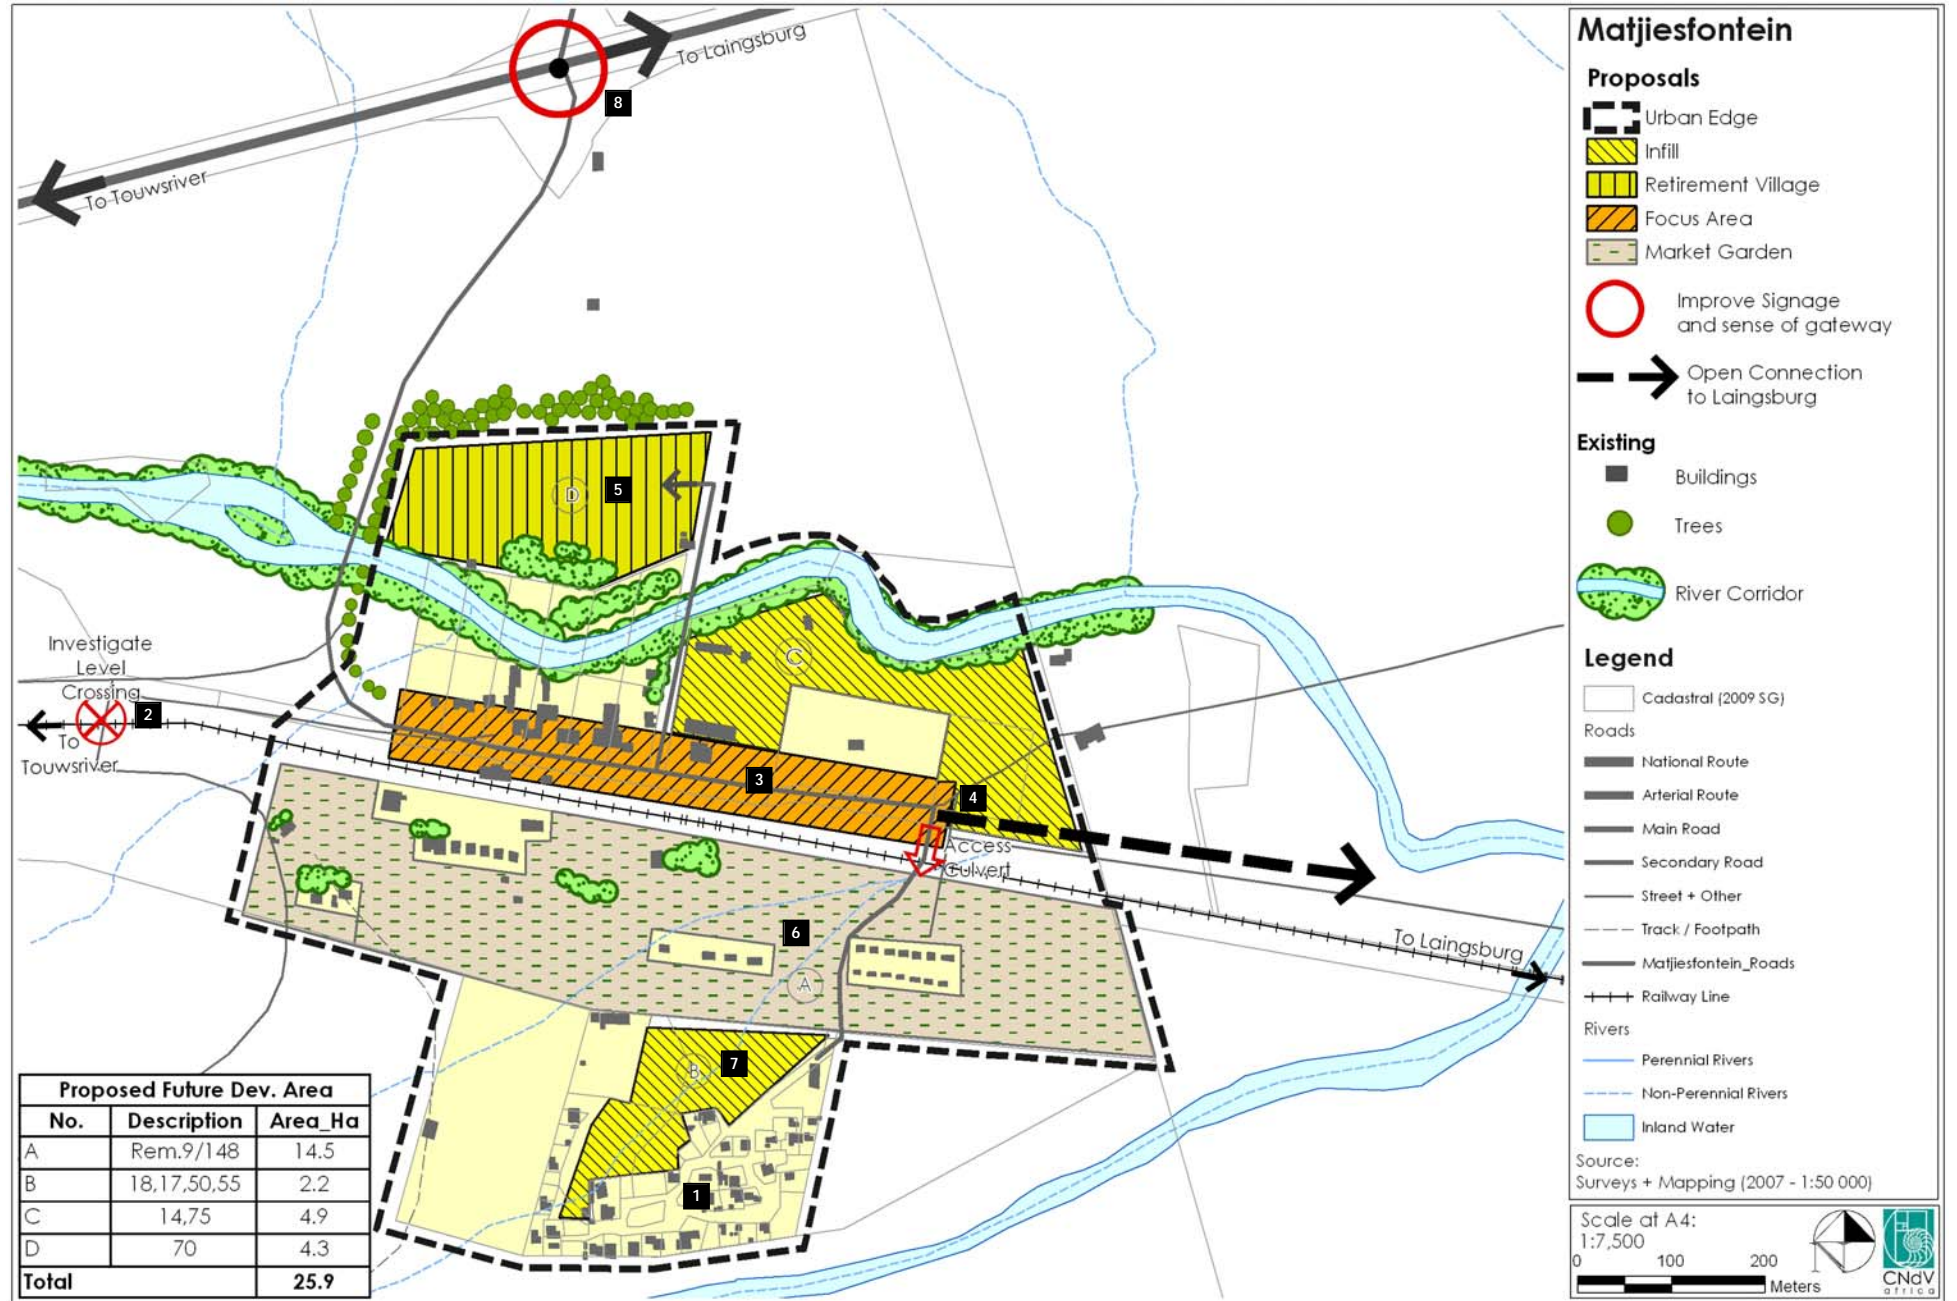 To Laingsburg
8
To Touwsriver
D
5
C
Investigate
Level
Crossing
2
To
Touwsriver
3
4
Access
Culvert
6
A
To Laingsburg
B
7
1
Proposed Future Dev. Area
No. Description Area_Ha
A Rem.9/148 14.5
B 18,17,50,55 2.2
C 14,75 4.9
D 70 4.3
Total 25.9
Matjiesfontein
Proposals
Urban Edge
Infill
Retirement Village
Focus Area
Market Garden
Improve Signage
and sense of gateway
Open Connection
to Laingsburg
Existing
Buildings
Trees
River Corridor
Legend
Cadastral (2009 SG)
Roads
National Route
Arterial Route
Main Road
Secondary Road
Street + Other
Track / Footpath
Matjiesfontein_Roads
Railway Line
Rivers
Perennial Rivers
Non-Perennial Rivers
Inland Water
Source:
Surveys + Mapping (2007 - 1:50 000)
Scale at A4:
1:7,500
0 100 200
Meters
CNdV
africa